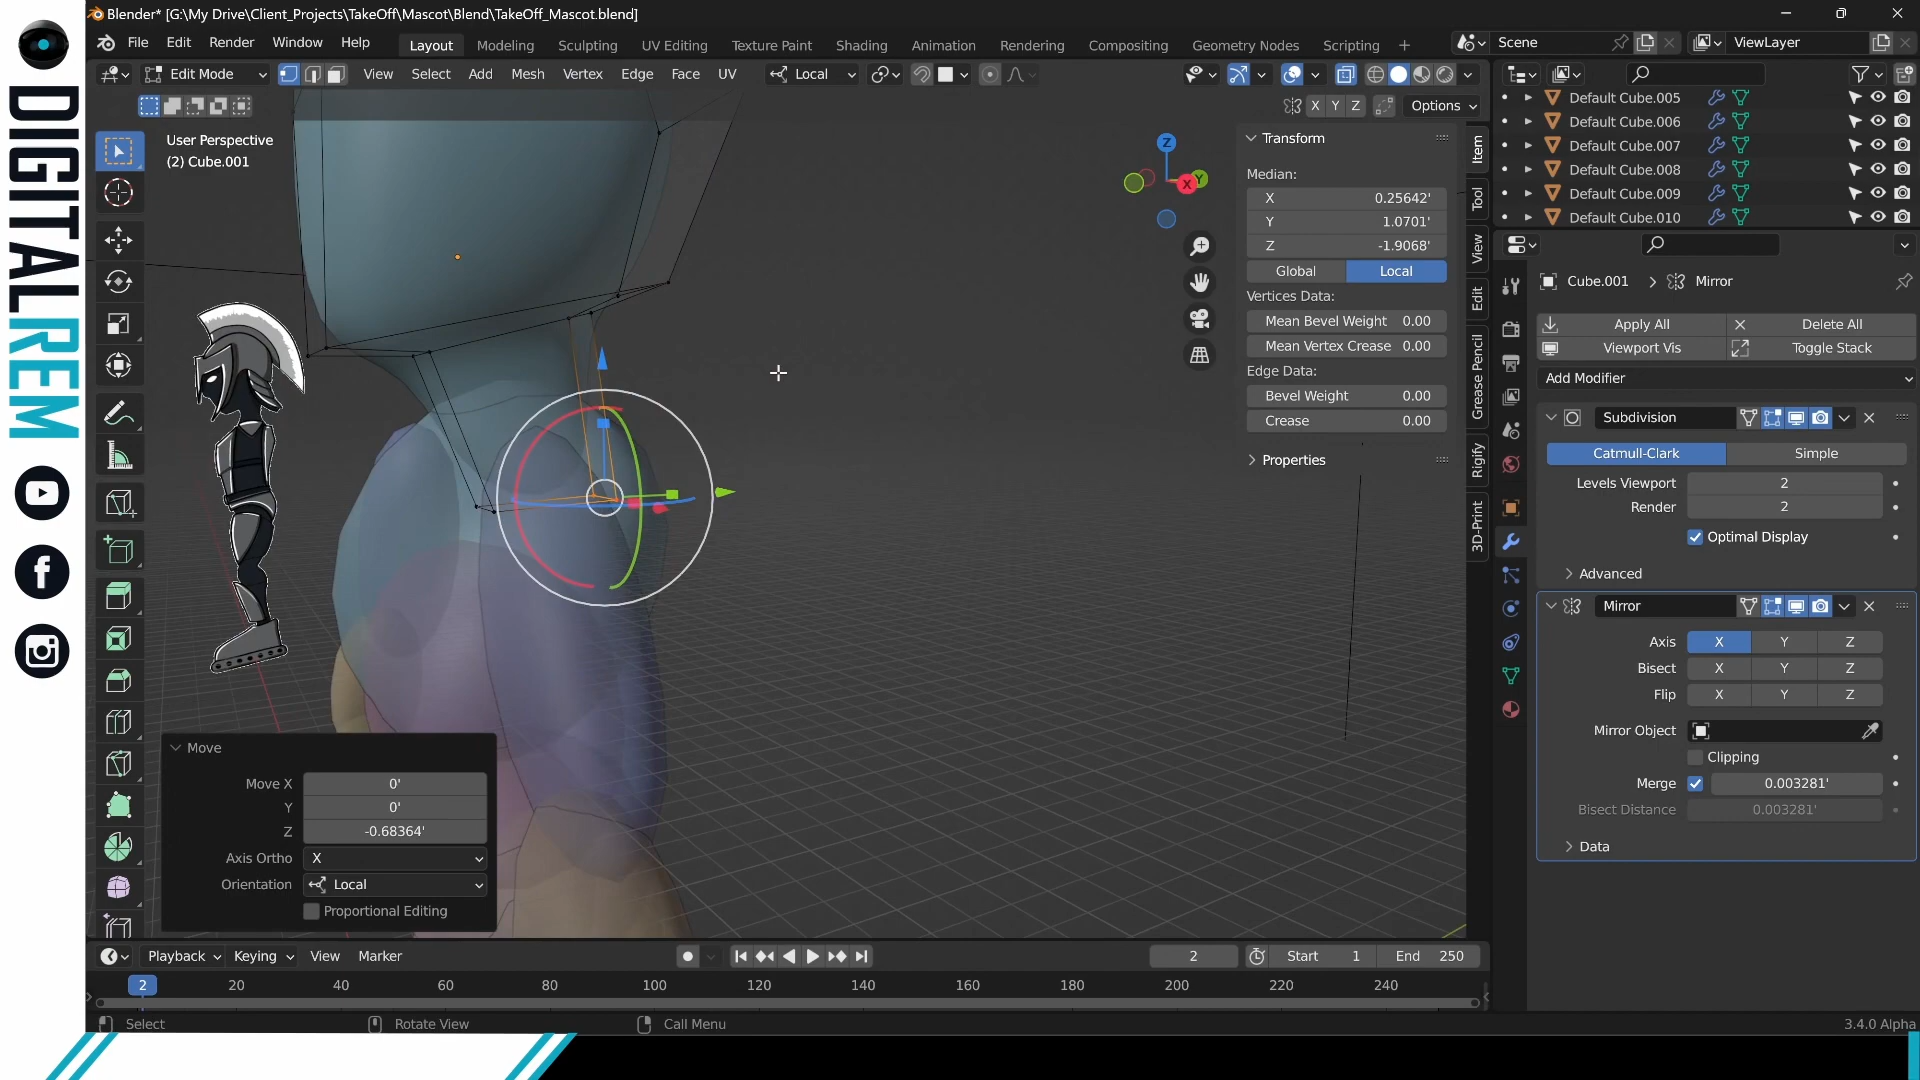 DIGITALREM
Blender* [G:\My Drive\Client_Projects\TakeOff\Mascot\Blend\TakeOff_Mascot.blend]
File Edit Render Window Help
Layout Modeling Sculpting UV Editing Texture Paint Shading Animation Rendering Compositing Geometry Nodes Scripting +
Scene
ViewLayer
Edit Mode View Select Add Mesh Vertex Edge Face UV Local
X Y Z Options
User Perspective
(2) Cube.001
Z
X
Y
Transform
Median:
X 0.25642'
Y 1.0701'
Z -1.9068'
Global Local
Vertices Data:
Mean Bevel Weight 0.00
Mean Vertex Crease 0.00
Edge Data:
Bevel Weight 0.00
Crease 0.00
Properties
Item
Tool
View
Edit
Grease Pencil
Rigify
3D-Print
Default Cube.005
Default Cube.006
Default Cube.007
Default Cube.008
Default Cube.009
Default Cube.010
Cube.001 > Mirror
Apply All Delete All
Viewport Vis Toggle Stack
Add Modifier
Subdivision
Catmull-Clark Simple
Levels Viewport 2
Render 2
Optimal Display
Advanced
Mirror
Axis X Y Z
Bisect X Y Z
Flip X Y Z
Mirror Object
Clipping
Merge 0.003281'
Bisect Distance 0.003281'
Data
Move
Move X 0'
Y 0'
Z -0.68364'
Axis Ortho X
Orientation Local
Proportional Editing
Playback Keying View Marker
2 Start 1 End 250
2 20 40 60 80 100 120 140 160 180 200 220 240
Select Rotate View Call Menu
3.4.0 Alpha